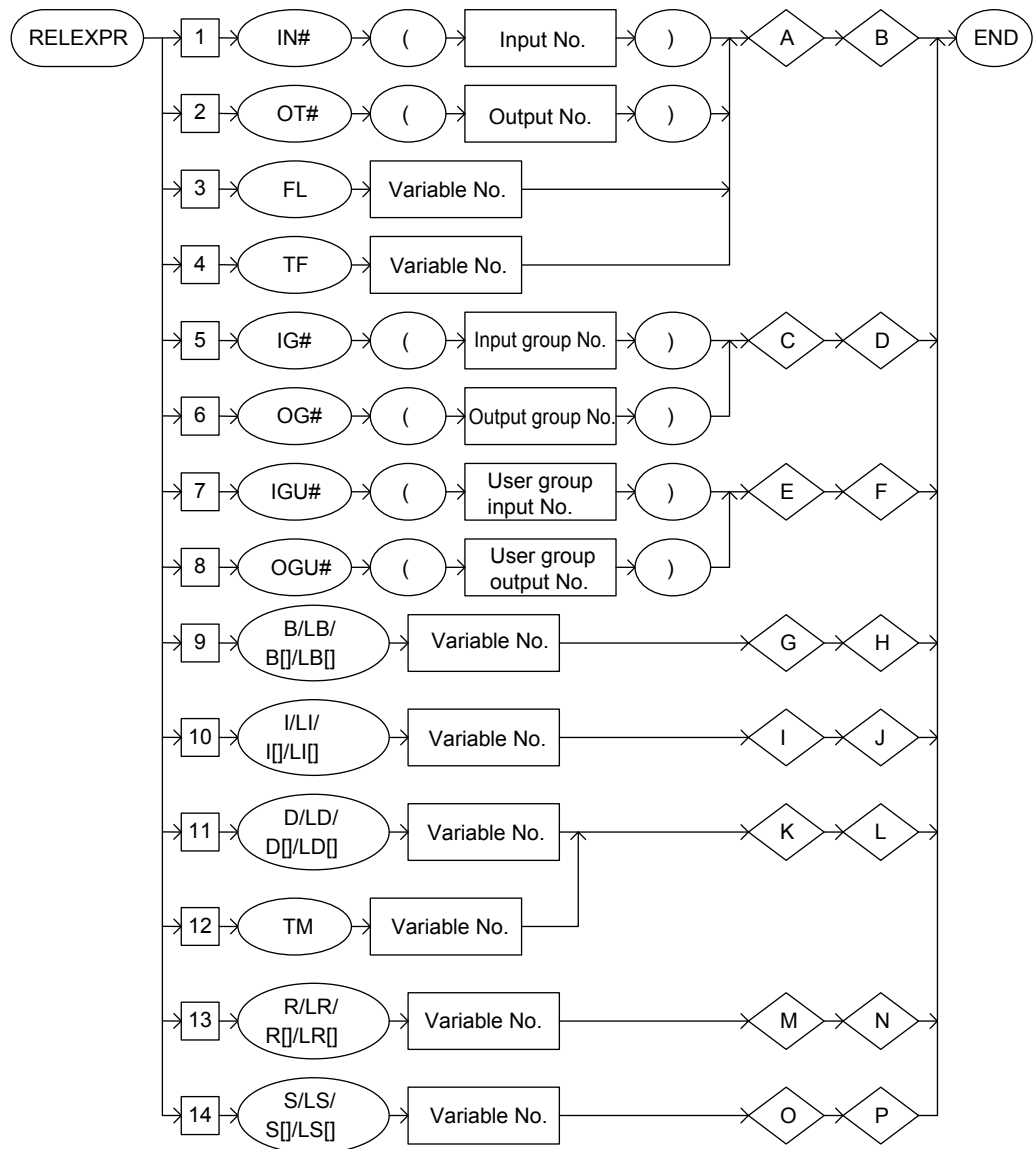 RELEXPR 1 IN# ( Input No. ) A B END
2 OT# ( Output No. )
3 FL Variable No.
4 TF Variable No.
5 IG# ( Input group No. ) C D
6 OG# ( Output group No. )
7 IGU# ( User group
input No. ) E F
8 OGU# ( User group
output No. )
9 B/LB/
B[]/LB[] Variable No. G H
10 I/LI/
I[]/LI[] Variable No. I J
11 D/LD/
D[]/LD[] Variable No. K L
12 TM Variable No.
13 R/LR/
R[]/LR[] Variable No. M N
14 S/LS/
S[]/LS[] Variable No. O P